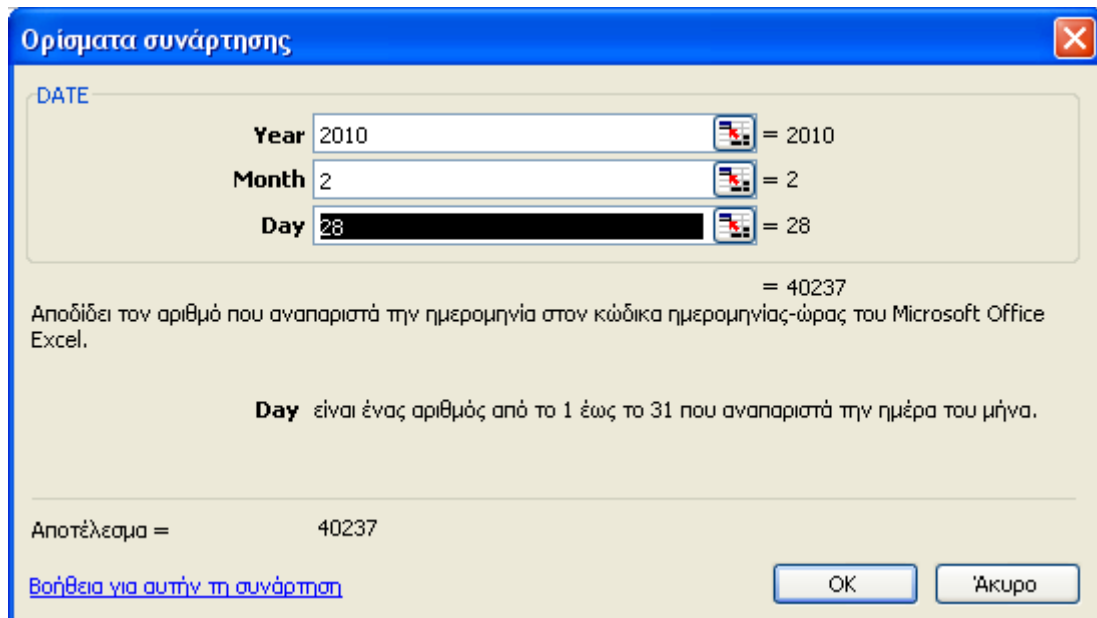 Ορίσματα συνάρτησης
DATE
Year 2010 = 2010
Month 2 = 2
Day 28 = 28
= 40237
Αποδίδει τον αριθμό που αναπαριστά την ημερομηνία στον κώδικα ημερομηνίας-ώρας του Microsoft Office
Excel.
Day είναι ένας αριθμός από το 1 έως το 31 που αναπαριστά την ημέρα του μήνα.
Αποτέλεσμα = 40237
Βοήθεια για αυτήν τη συνάρτηση OK Άκυρο